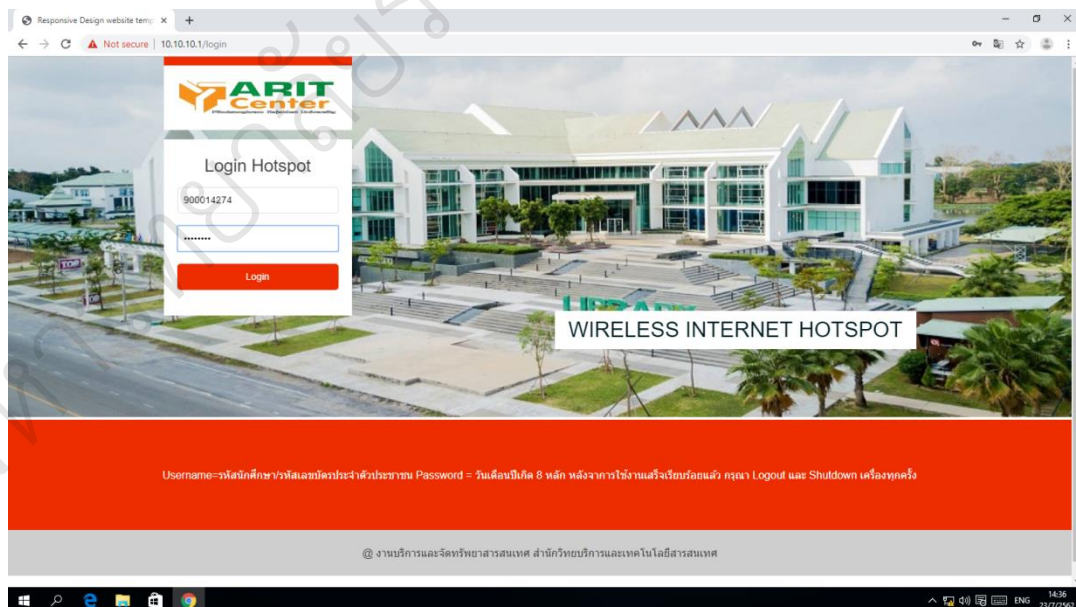 Responsive Design website temp
Not secure | 10.10.10.1/login
ARIT
Center
Login Hotspot
900014274
••••••••
Login
TOP
LIBRARY
WIRELESS INTERNET HOTSPOT
Username=รหัสนักศึกษา/รหัสเลขบัตรประจำตัวประชาชน Password = วันเดือนปีเกิด 8 หลัก หลังจากการใช้งานเสร็จเรียบร้อยแล้ว กรุณา Logout และ Shutdown เครื่องทุกครั้ง
@ งานบริการและจัดทรัพยาสารสนเทศ สำนักวิทยบริการและเทคโนโลยีสารสนเทศ
ENG
14:36
23/7/2562